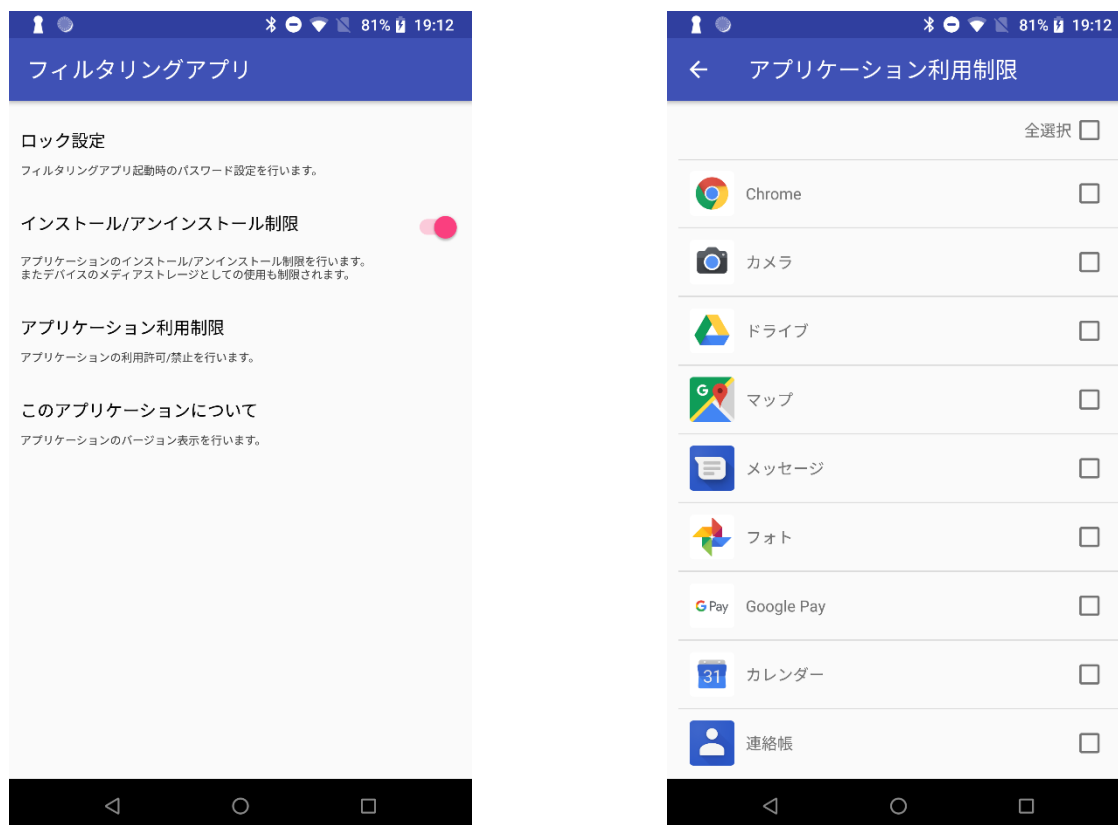 81% 19:12
フィルタリングアプリ
ロック設定
フィルタリングアプリ起動時のパスワード設定を行います。
インストール/アンインストール制限
アプリケーションのインストール/アンインストール制限を行います。
またデバイスのメディアストレージとしての使用も制限されます。
アプリケーション利用制限
アプリケーションの利用許可/禁止を行います。
このアプリケーションについて
アプリケーションのバージョン表示を行います。
81% 19:12
アプリケーション利用制限
全選択
Chrome
カメラ
ドライブ
G
マップ
メッセージ
フォト
G Pay Google Pay
31 カレンダー
連絡帳